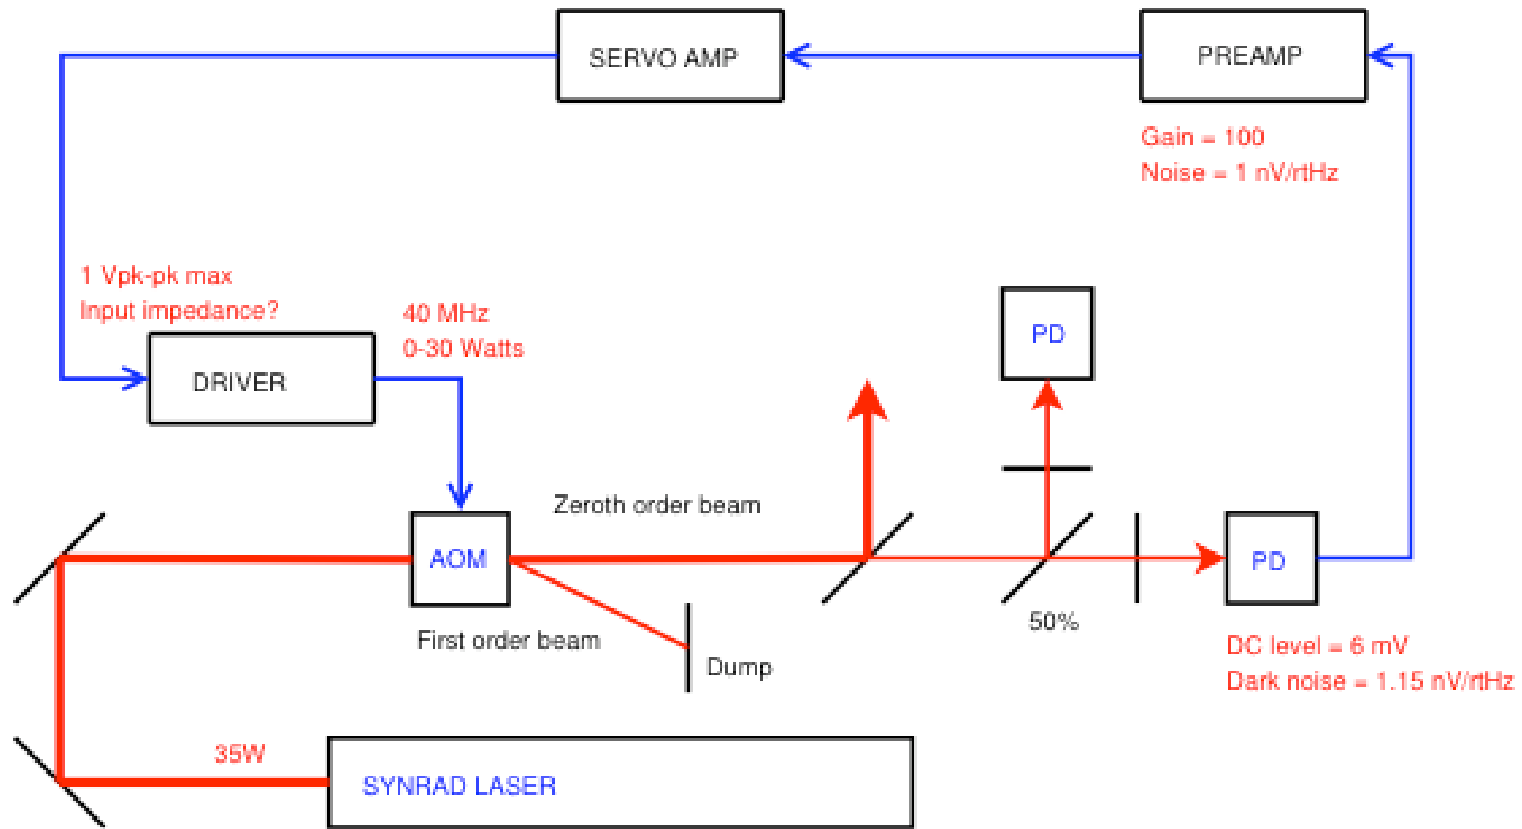 SERVO AMP
PREAMP
Gain = 100
Noise = 1 nV/rtHz
1 Vpk-pk max
Input impedance?
40 MHz
0-30 Watts
DRIVER
PD
Zeroth order beam
AOM
PD
First order beam
50%
Dump
DC level = 6 mV
Dark noise = 1.15 nV/rtHz
35W
SYNRAD LASER